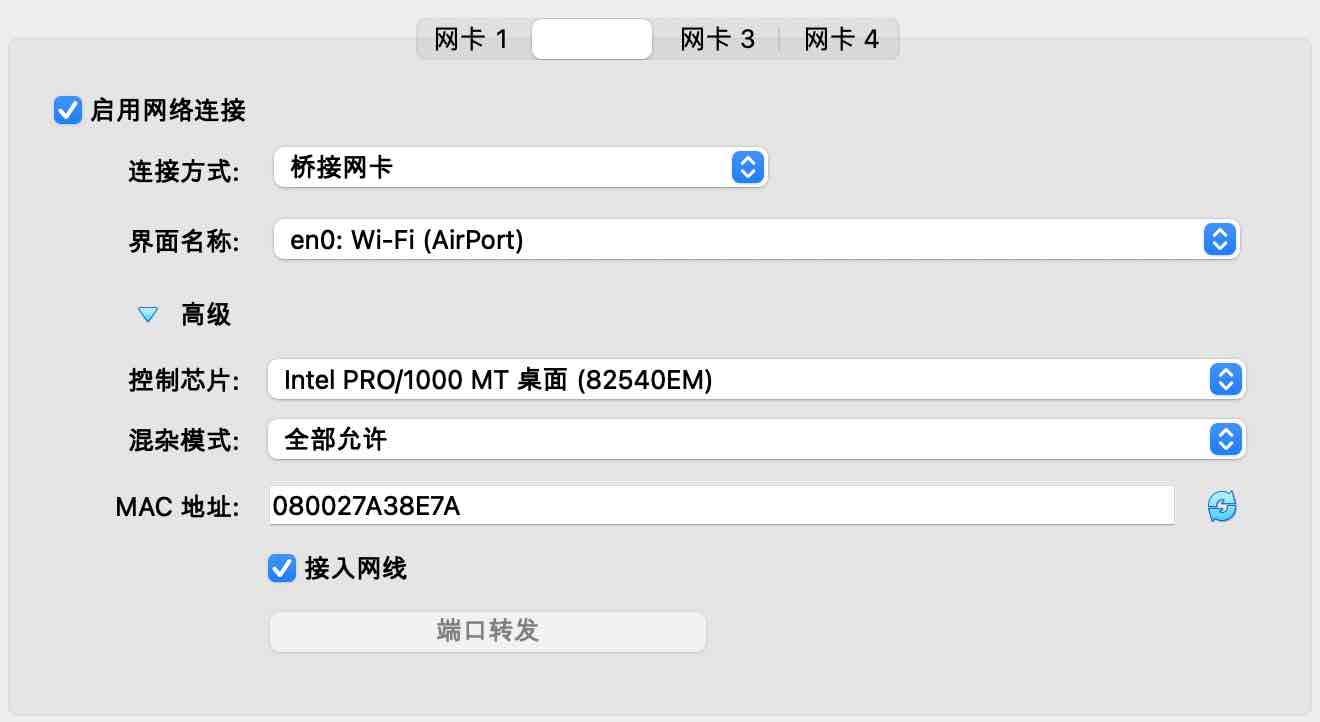 网卡 1 网卡 3 网卡 4
启用网络连接
连接方式: 桥接网卡
界面名称: en0: Wi-Fi (AirPort)
高级
控制芯片: Intel PRO/1000 MT 桌面 (82540EM)
混杂模式: 全部允许
MAC 地址: 080027A38E7A
接入网线
端口转发